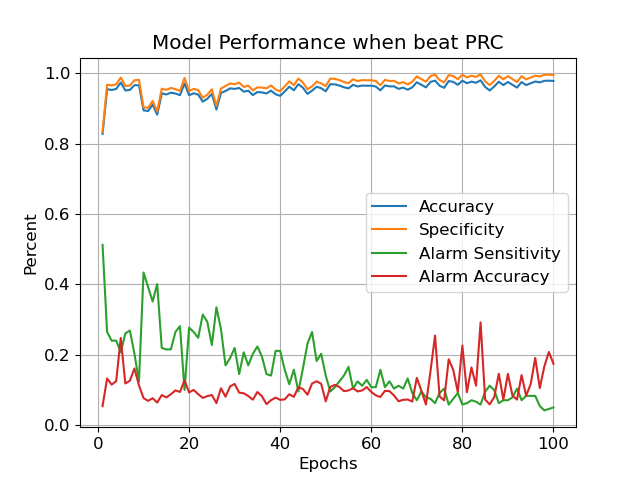 Model Performance when beat PRC
1.0
0.8
0.6
0.4
0.2
0.0
Percent
Accuracy
Specificity
Alarm Sensitivity
Alarm Accuracy
0 20 40 60 80 100
Epochs